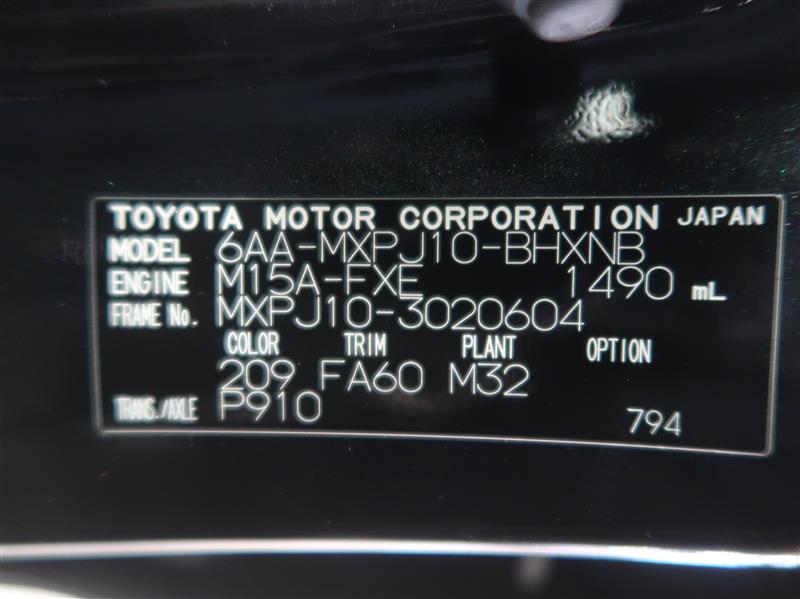 TOYOTA MOTOR CORPORATION JAPAN
MODEL 6AA-MXPJ10-BHXNB
ENGINE M15A-FXE 1490 mL
FRAME No. MXPJ10-3020604
COLOR TRIM PLANT OPTION
209 FA60 M32
TRANS./AXLE P910 794